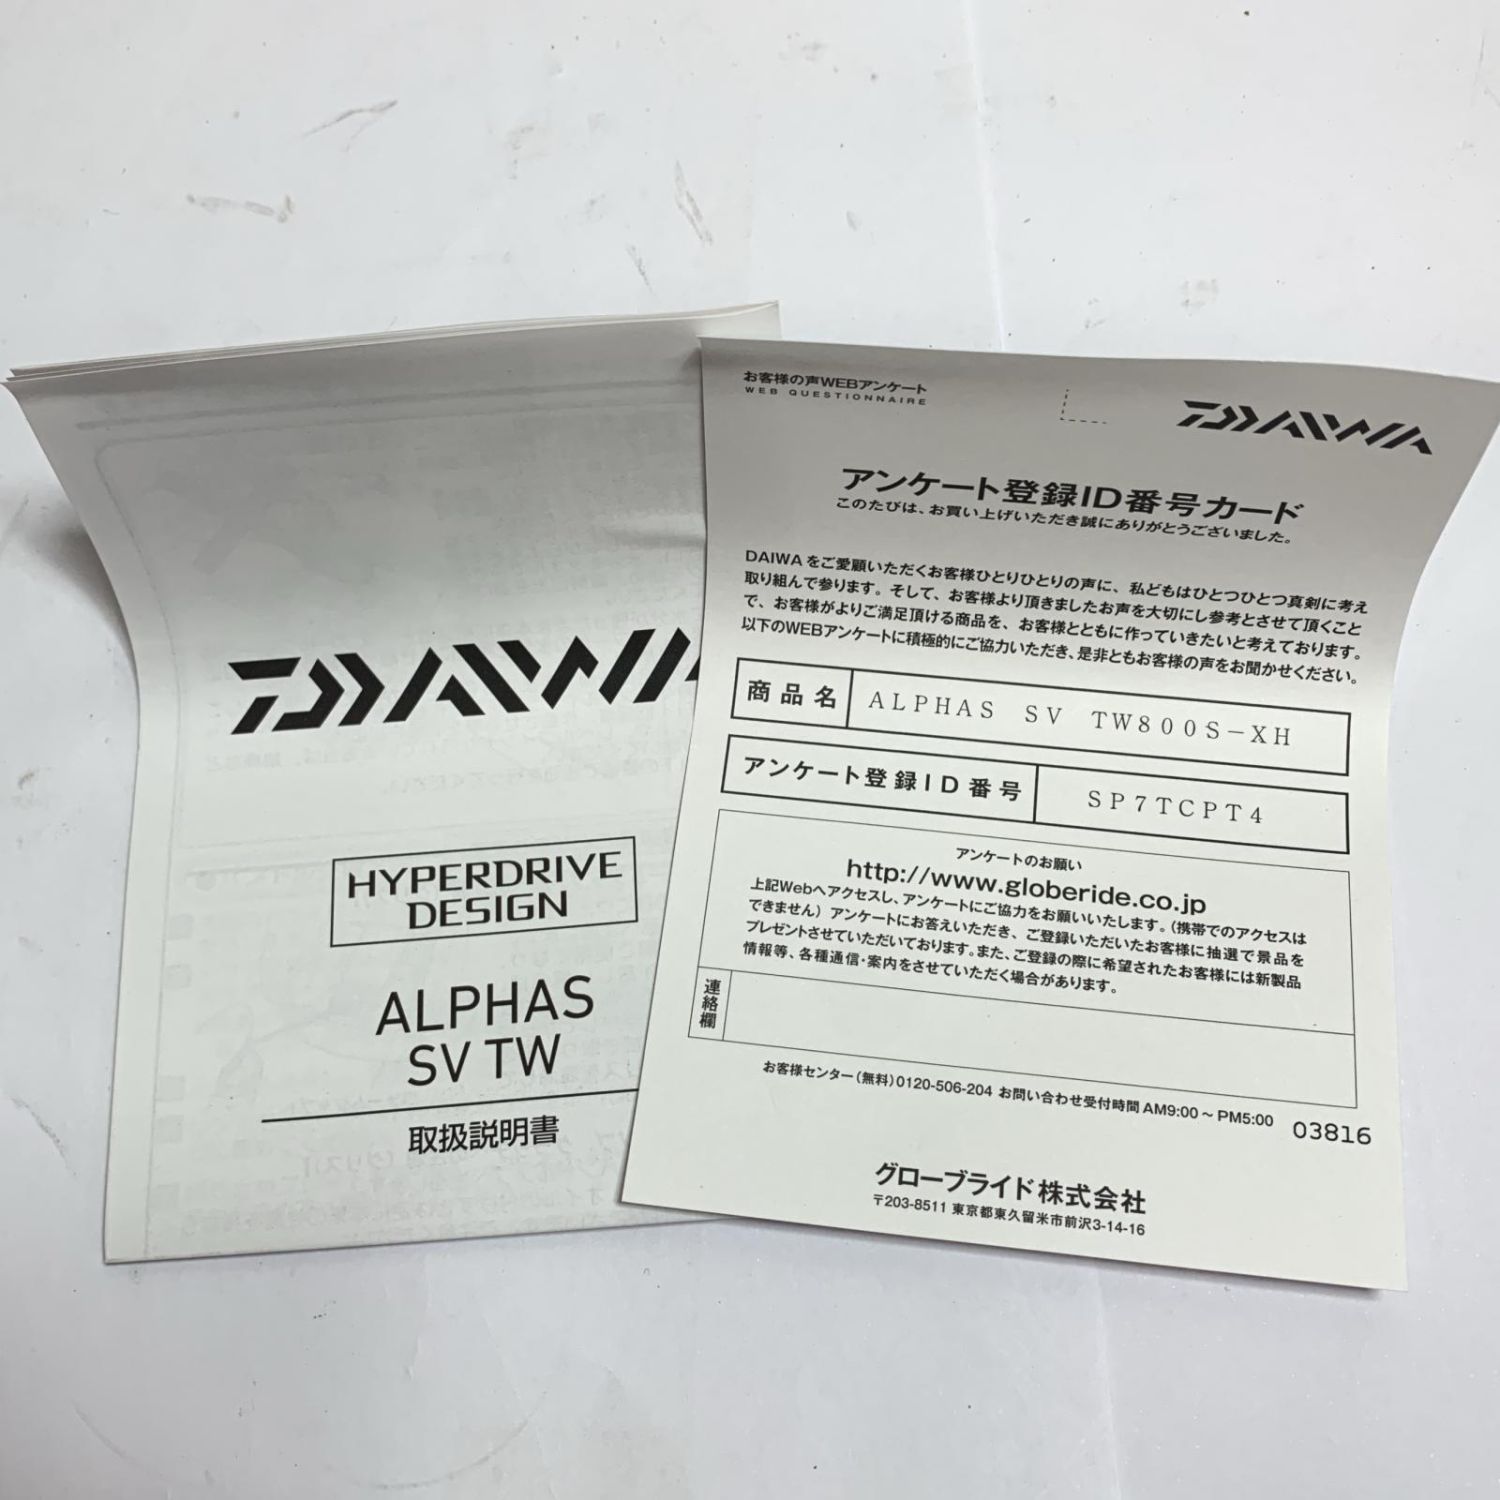 DAIWA
HYPERDRIVE
DESIGN
ALPHAS
SV TW
取扱説明書
お客様の声WEBアンケート
WEB QUESTIONNAIRE
DAIWA
アンケート登録ID番号カード
このたびは、お買い上げいただき誠にありがとうございました。
DAIWAをご愛顧いただくお客様ひとりひとりの声に、私どもはひとつひとつ真剣に考え
取り組んで参ります。そして、お客様より頂きましたお声を大切にし参考とさせて頂くこと
で、お客様がよりご満足頂ける商品を、お客様とともに作っていきたいと考えております。
以下のWEBアンケートに積極的にご協力いただき、是非ともお客様の声をお聞かせください。
商品名 ALPHAS SV TW800S-XH
アンケート登録ID番号 SP7TCPT4
アンケートのお願い
http://www.globeride.co.jp
上記Webへアクセスし、アンケートにご協力をお願いいたします。(携帯でのアクセスは
できません) アンケートにお答えいただき、ご登録いただいたお客様に抽選で景品を
プレゼントさせていただいております。また、ご登録の際に希望されたお客様には新製品
情報等、各種通信・案内をさせていただく場合があります。
連絡欄
お客様センター(無料)0120-506-204 お問い合わせ受付時間 AM9:00～PM5:00
03816
グローブライド株式会社
〒203-8511 東京都東久留米市前沢3-14-16